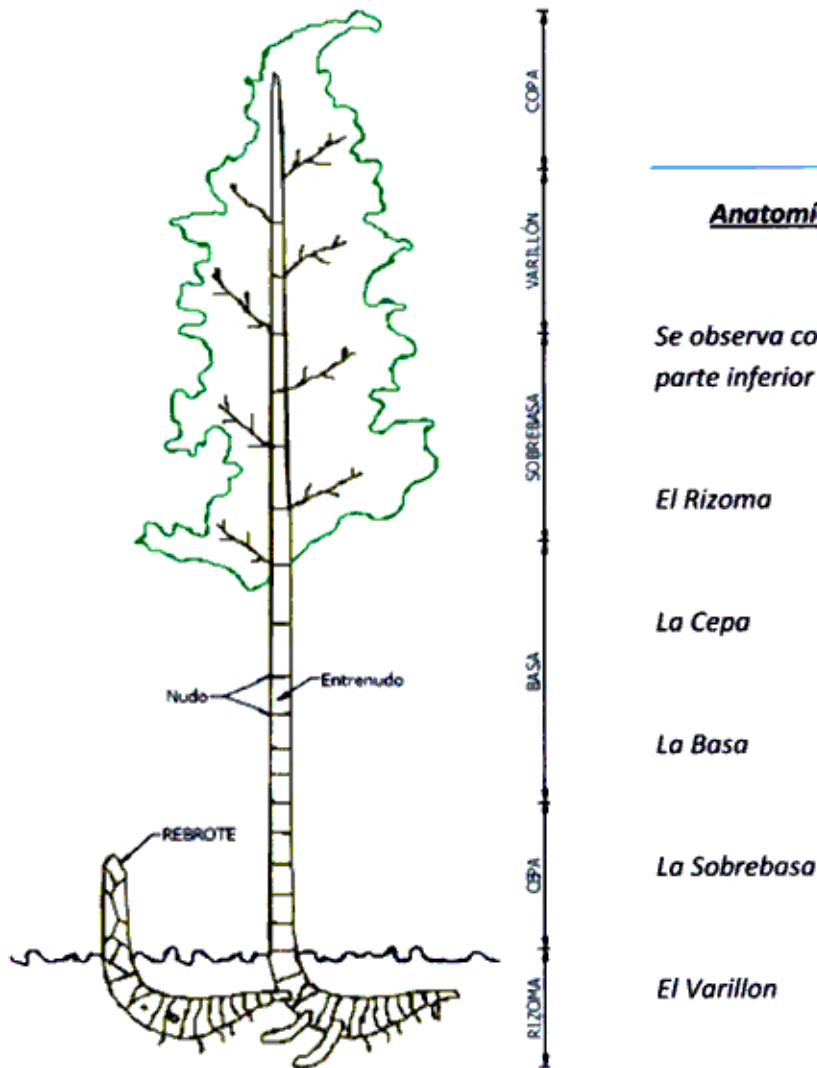 COPA
VARILLÓN
SOBREBASA
BASA
CEPA
RIZOMA
Nudo
Entrenudo
REBROTE
Anatomí
Se observa co
parte inferior
El Rizoma
La Cepa
La Basa
La Sobrebasa
El Varillon